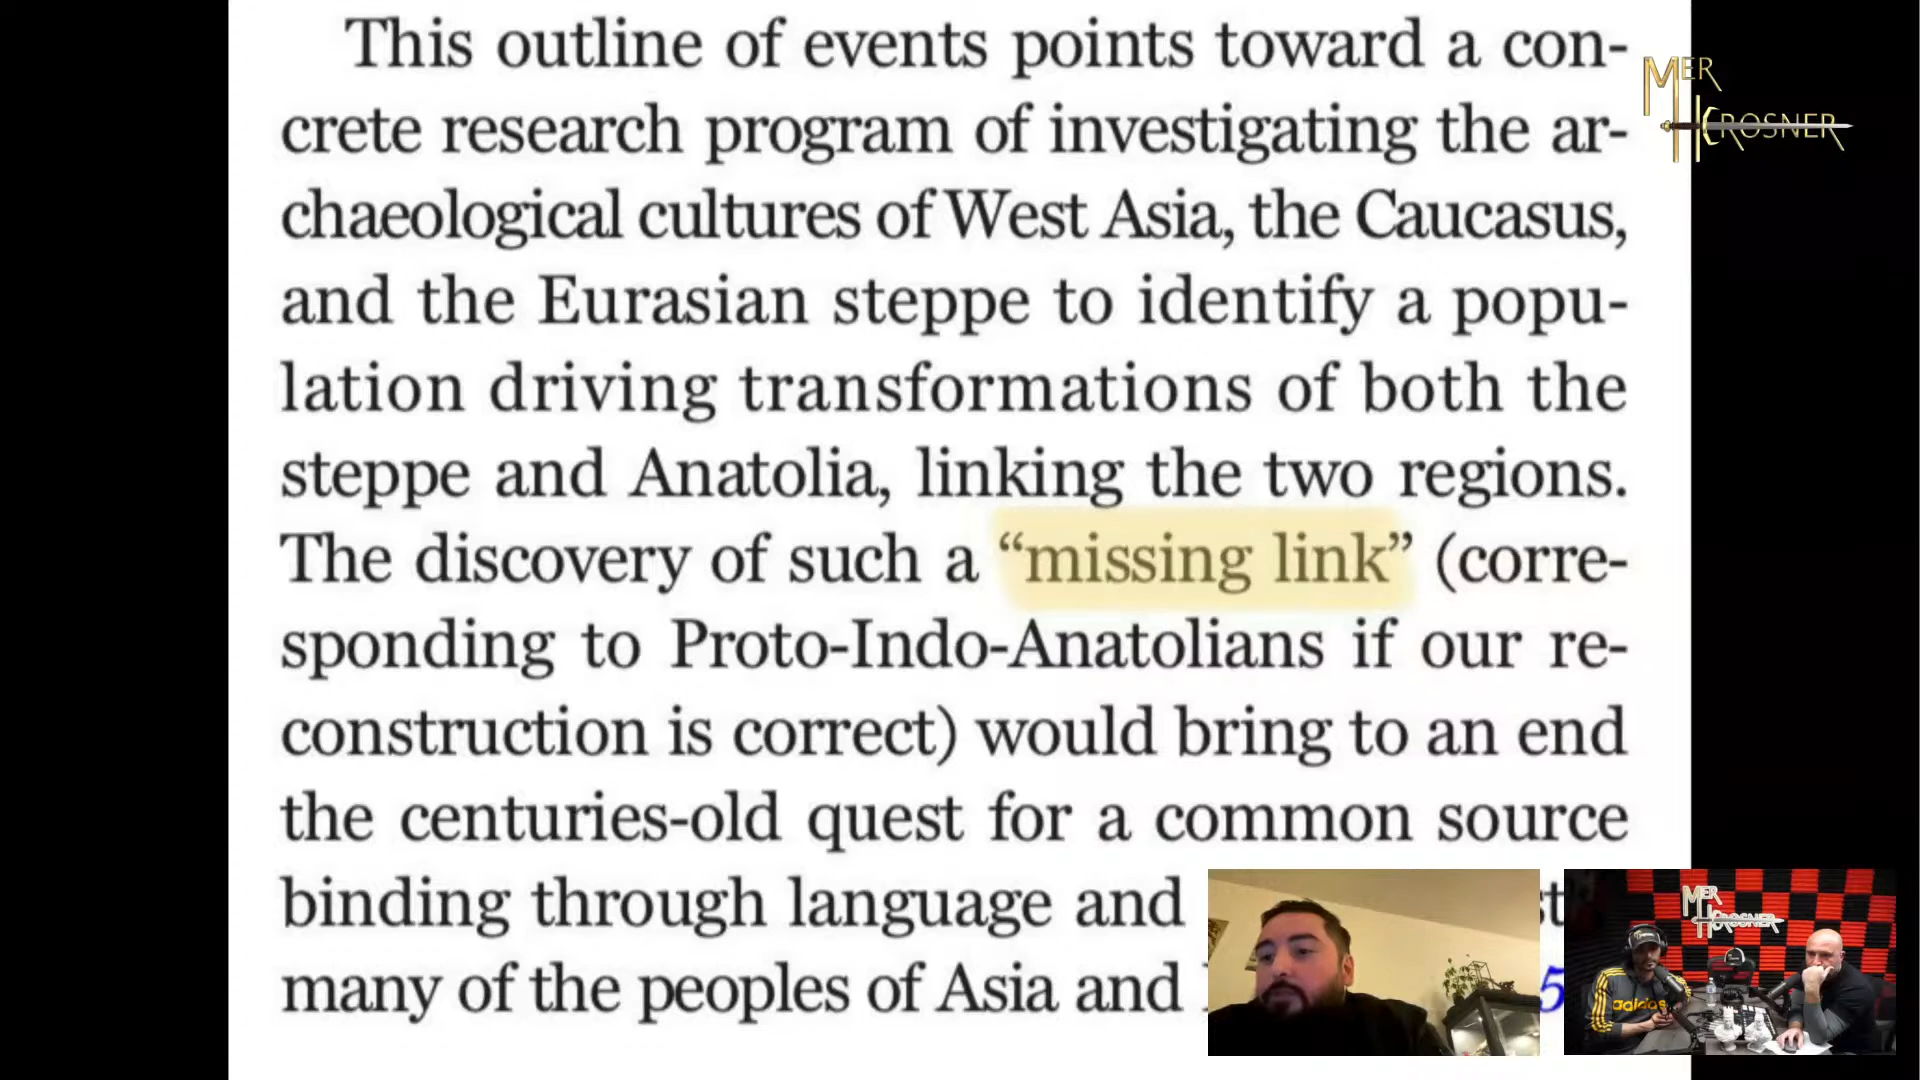 This outline of events points toward a con-
crete research program of investigating the ar-
chaeological cultures of West Asia, the Caucasus,
and the Eurasian steppe to identify a popu-
lation driving transformations of both the
steppe and Anatolia, linking the two regions.
The discovery of such a “missing link” (corre-
sponding to Proto-Indo-Anatolians if our re-
construction is correct) would bring to an end
the centuries-old quest for a common source
binding through language and
many of the peoples of Asia and
MER
HEROSNER
MER
HEROSNER
adidas